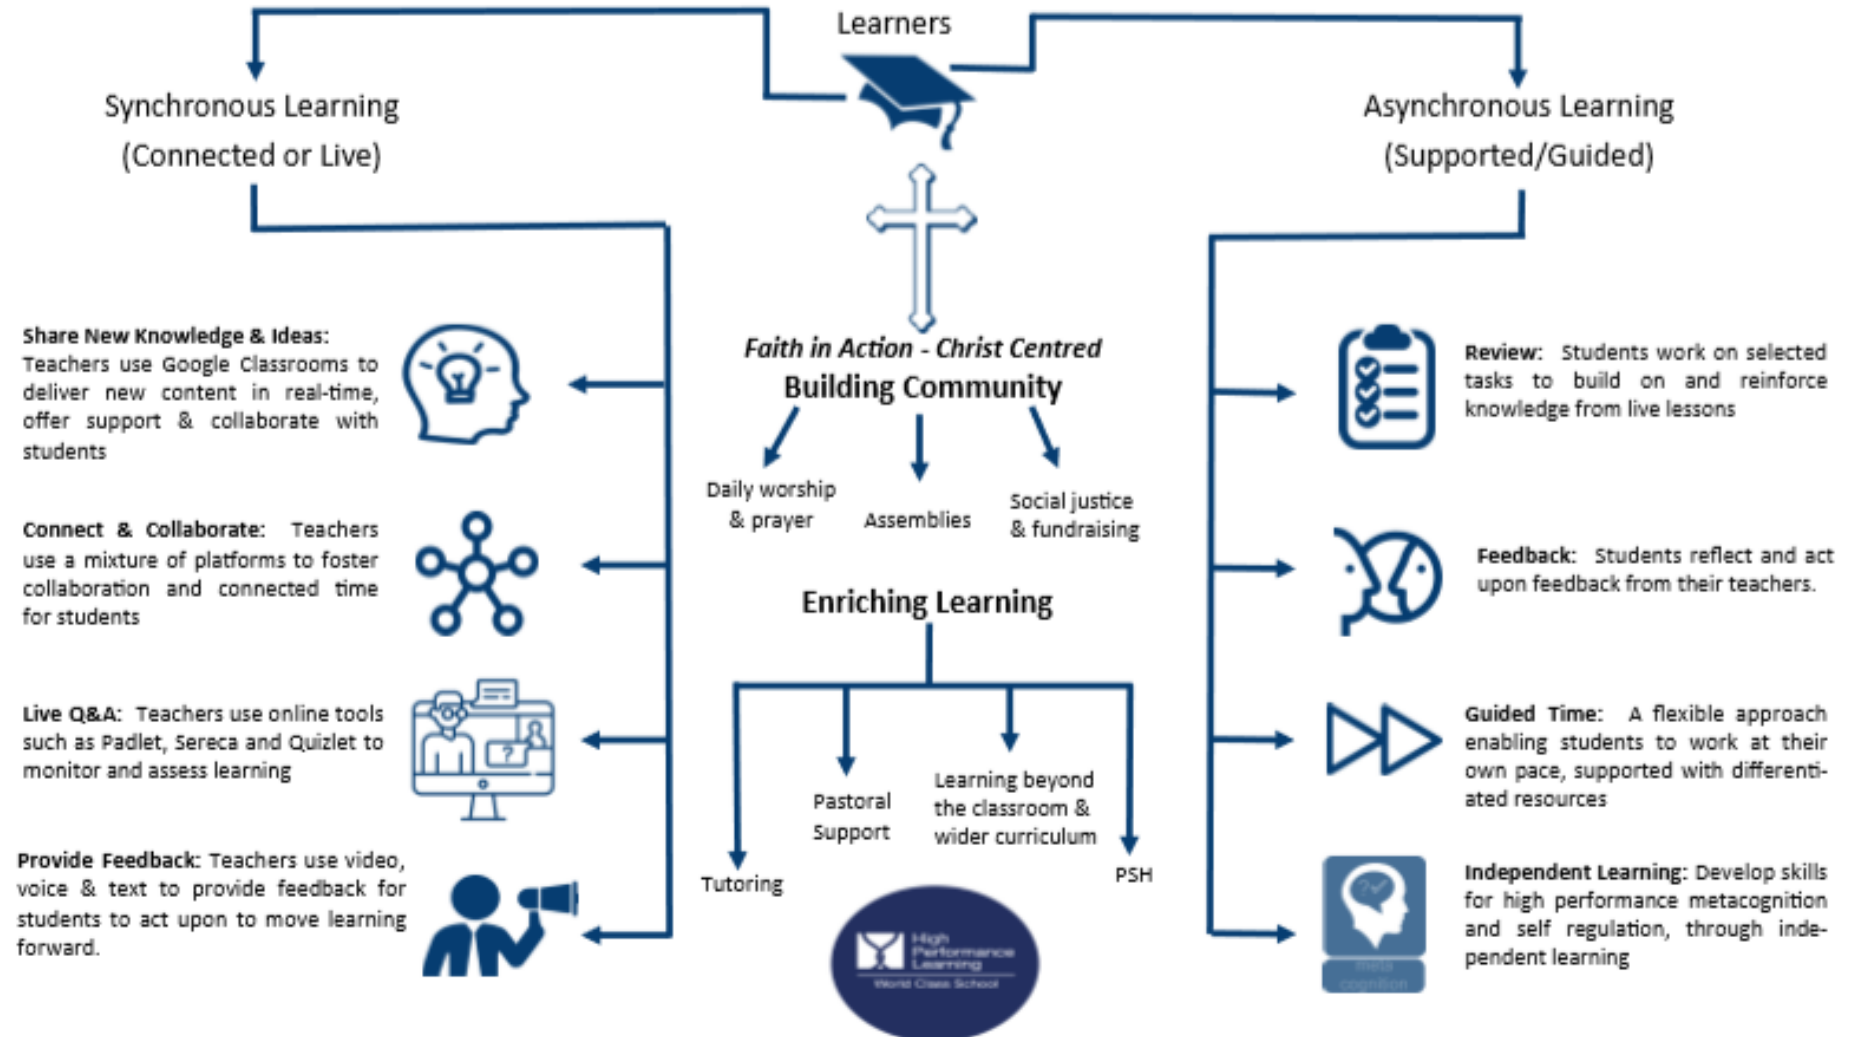 Learners
Synchronous Learning
(Connected or Live)
Share New Knowledge & Ideas:
Teachers use Google Classrooms to
deliver new content in real-time,
offer support & collaborate with
students
Connect & Collaborate: Teachers
use a mixture of platforms to foster
collaboration and connected time
for students
Live Q&A: Teachers use online tools
such as Padlet, Sereca and Quizlet to
monitor and assess learning
?
Provide Feedback: Teachers use video,
voice & text to provide feedback for
students to act upon to move learning
forward.
Faith in Action - Christ Centred
Building Community
Daily worship
& prayer
Assemblies
Social justice
& fundraising
Enriching Learning
Tutoring
Pastoral
Support
Learning beyond
the classroom &
wider curriculum
PSH
High
Performance
Learning
World Class School
Asynchronous Learning
(Supported/Guided)
Review: Students work on selected
tasks to build on and reinforce
knowledge from live lessons
Feedback: Students reflect and act
upon feedback from their teachers.
Guided Time: A flexible approach
enabling students to work at their
own pace, supported with differenti-
ated resources
Independent Learning: Develop skills
for high performance metacognition
and self regulation, through inde-
pendent learning
?
meta
cognition